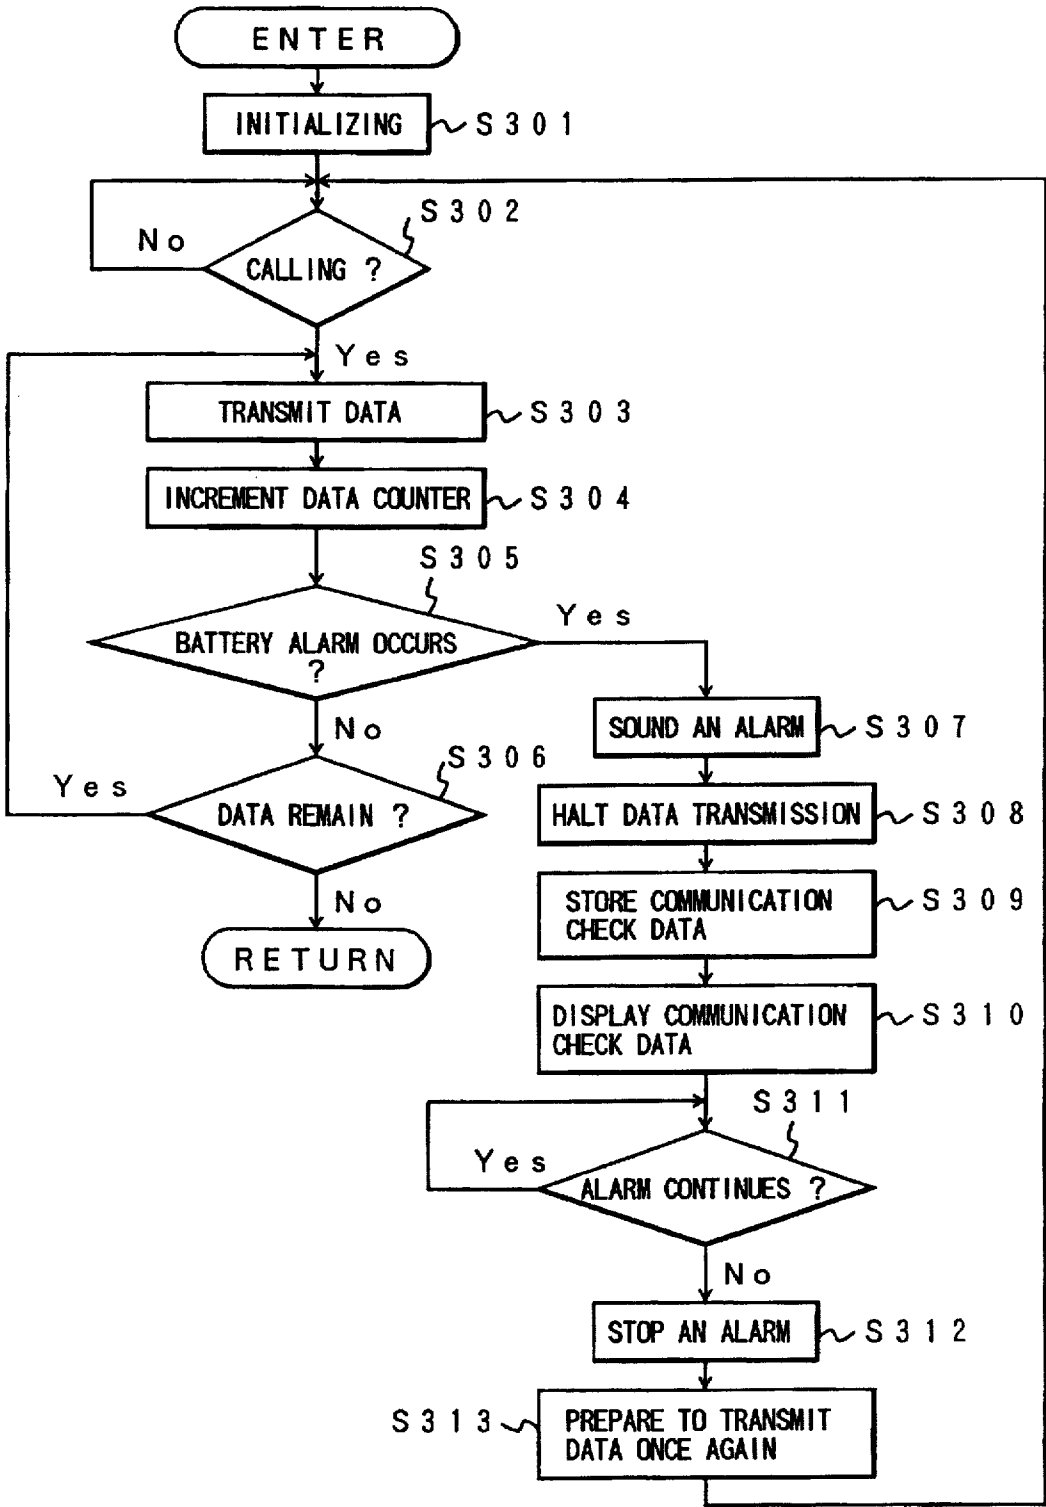 ENTER
INITIALIZING
S301
S302
No
CALLING ?
Yes
TRANSMIT DATA
S303
INCREMENT DATA COUNTER
S304
S305
Yes
BATTERY ALARM OCCURS
?
No
SOUND AN ALARM
S307
S306
Yes
DATA REMAIN ?
HALT DATA TRANSMISSION
S308
No
STORE COMMUNICATION
CHECK DATA
S309
RETURN
DISPLAY COMMUNICATION
CHECK DATA
S310
S311
Yes
ALARM CONTINUES ?
No
STOP AN ALARM
S312
S313
PREPARE TO TRANSMIT
DATA ONCE AGAIN